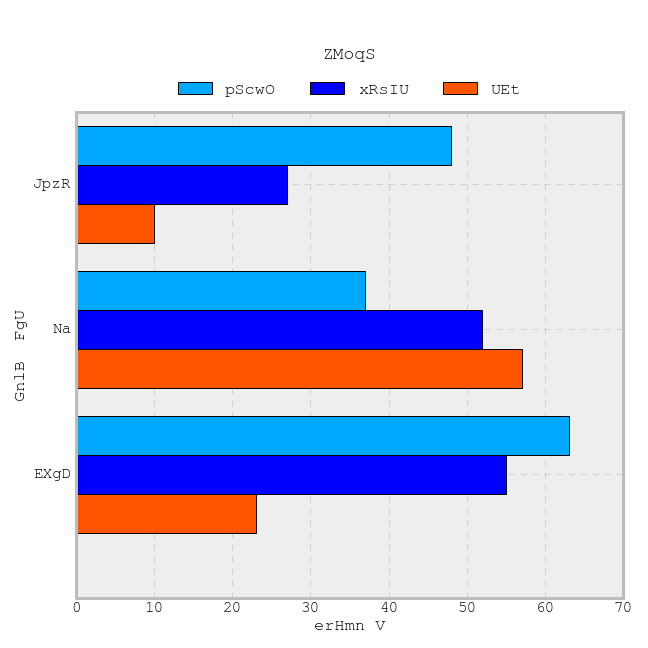 ZMoqS
pScwO xRsIU UEt
JpzR
Na
EXgD
GnlB FgU
0 10 20 30 40 50 60 70
erHmn V